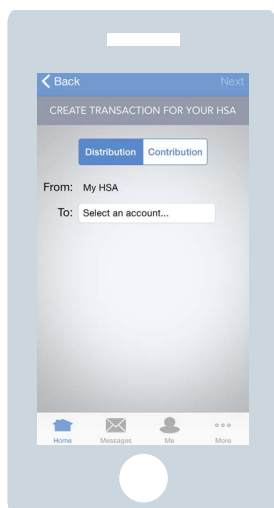 Back Next
CREATE TRANSACTION FOR YOUR HSA
Distribution Contribution
From: My HSA
To: Select an account...
Home Messages Me More